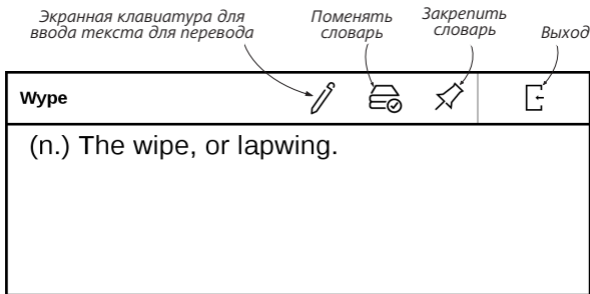 Экранная клавиатура для
ввода текста для перевода
Поменять
словарь
Закрепить
словарь
Выход
Wype
(n.) The wipe, or lapwing.